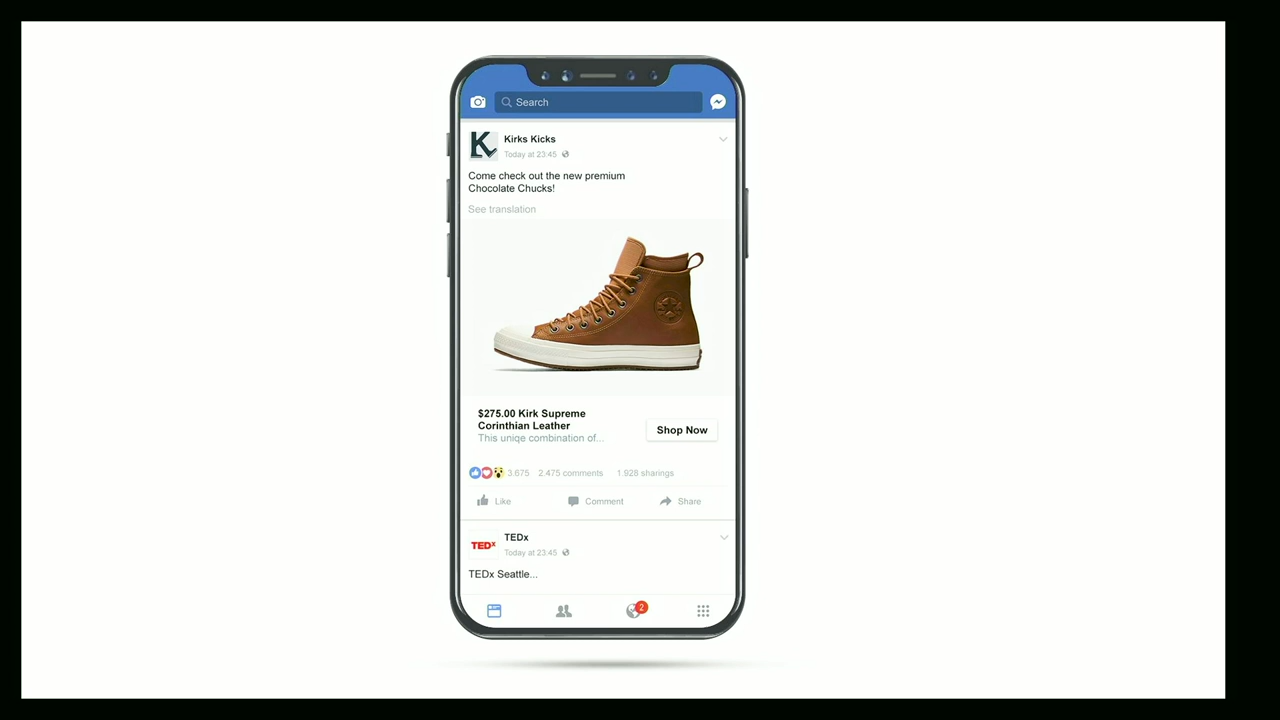 Search
Kirks Kicks
Today at 23:45
Come check out the new premium
Chocolate Chucks!
See translation
$275.00 Kirk Supreme
Corinthian Leather
This uniqe combination of...
Shop Now
3.675 2.475 comments 1.928 sharings
Like Comment Share
TEDx
TEDx
Today at 23:45
TEDx Seattle...
2